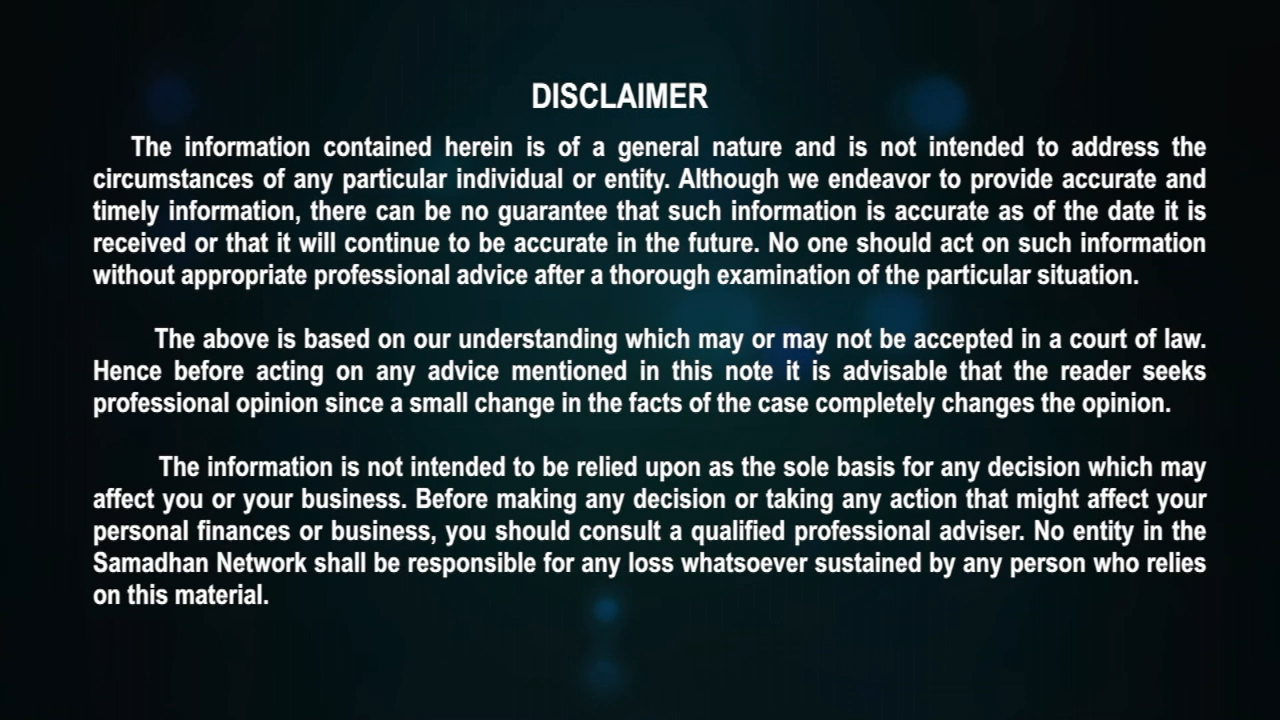 DISCLAIMER
The information contained herein is of a general nature and is not intended to address the
circumstances of any particular individual or entity. Although we endeavor to provide accurate and
timely information, there can be no guarantee that such information is accurate as of the date it is
received or that it will continue to be accurate in the future. No one should act on such information
without appropriate professional advice after a thorough examination of the particular situation.
The above is based on our understanding which may or may not be accepted in a court of law.
Hence before acting on any advice mentioned in this note it is advisable that the reader seeks
professional opinion since a small change in the facts of the case completely changes the opinion.
The information is not intended to be relied upon as the sole basis for any decision which may
affect you or your business. Before making any decision or taking any action that might affect your
personal finances or business, you should consult a qualified professional adviser. No entity in the
Samadhan Network shall be responsible for any loss whatsoever sustained by any person who relies
on this material.